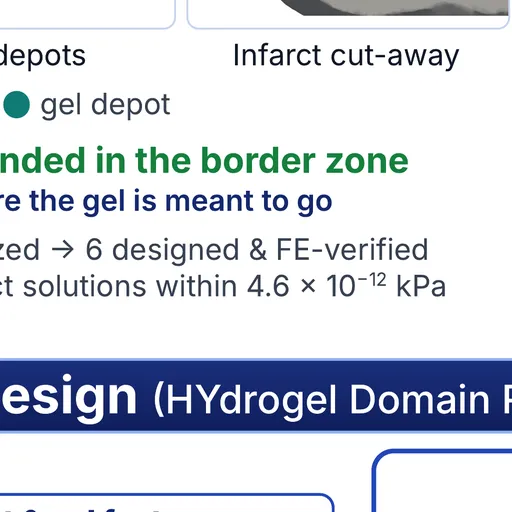 depots
Infarct cut-away
gel depot
nded in the border zone
re the gel is meant to go
zed → 6 designed & FE-verified
ct solutions within 4.6 × 10⁻¹² kPa
esign (HYdrogel Domain